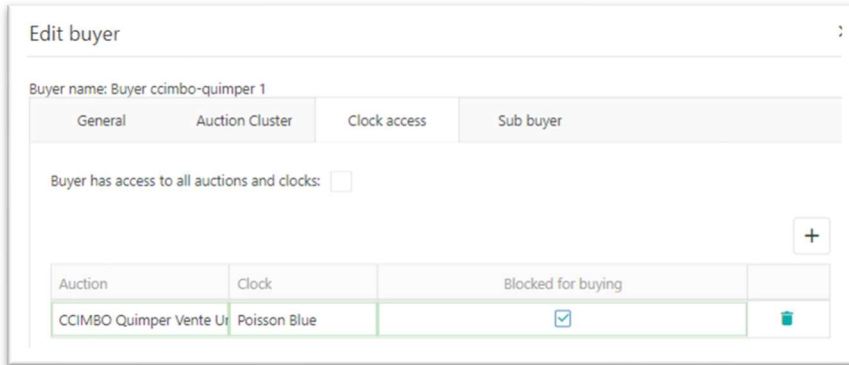 Edit buyer
Buyer name: Buyer ccimbo-quimper 1
General Auction Cluster Clock access Sub buyer
Buyer has access to all auctions and clocks:
+
Auction Clock Blocked for buying
CCIMBO Quimper Vente Ur Poisson Blue